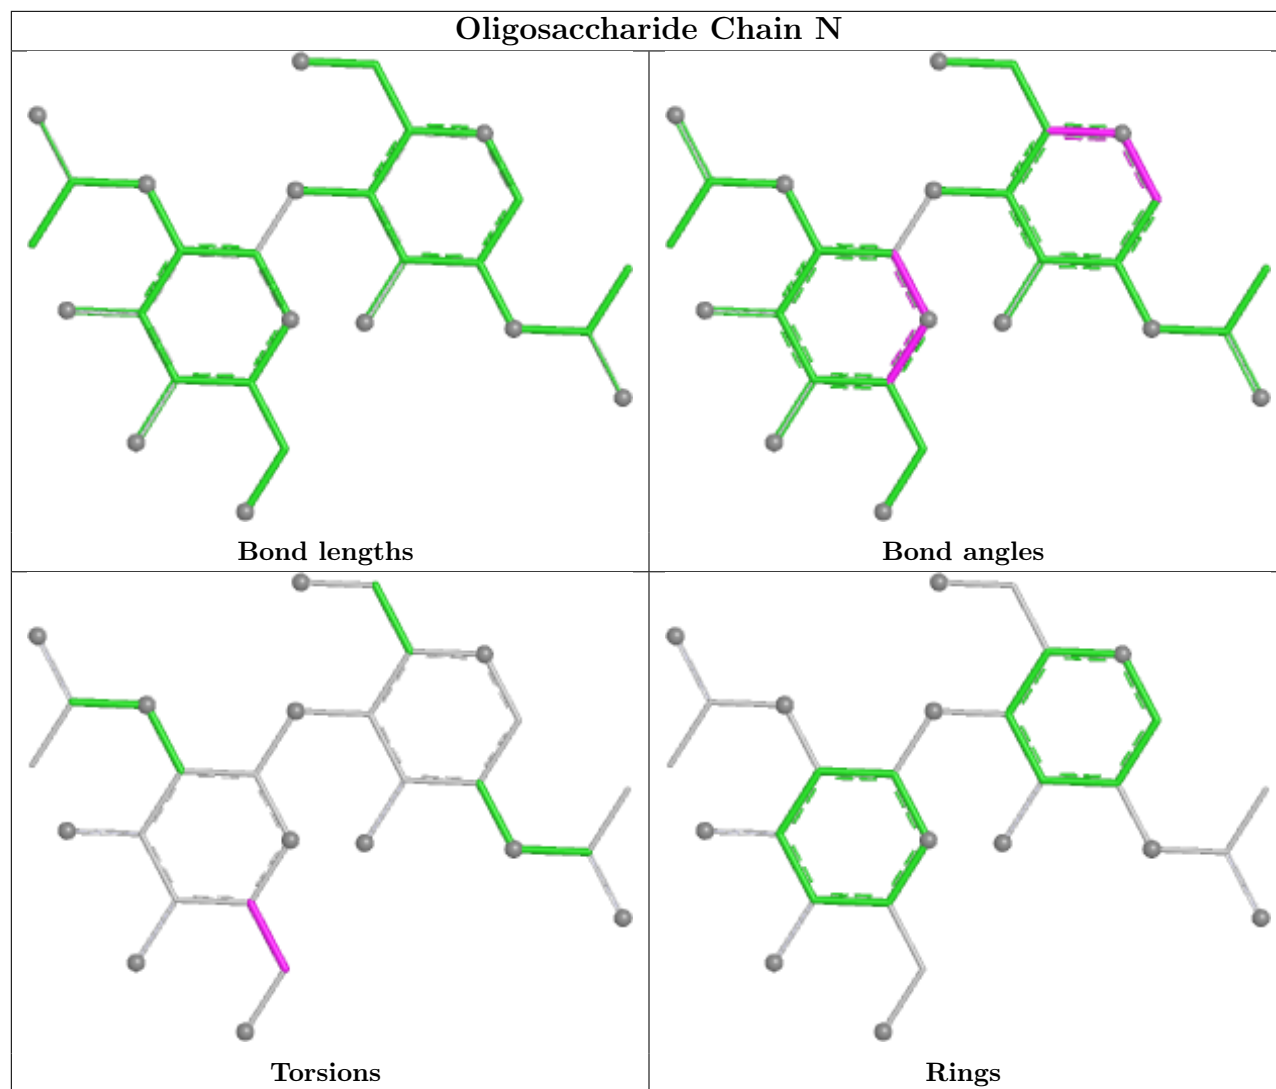 Oligosaccharide Chain N
Bond lengths
Bond angles
Torsions
Rings